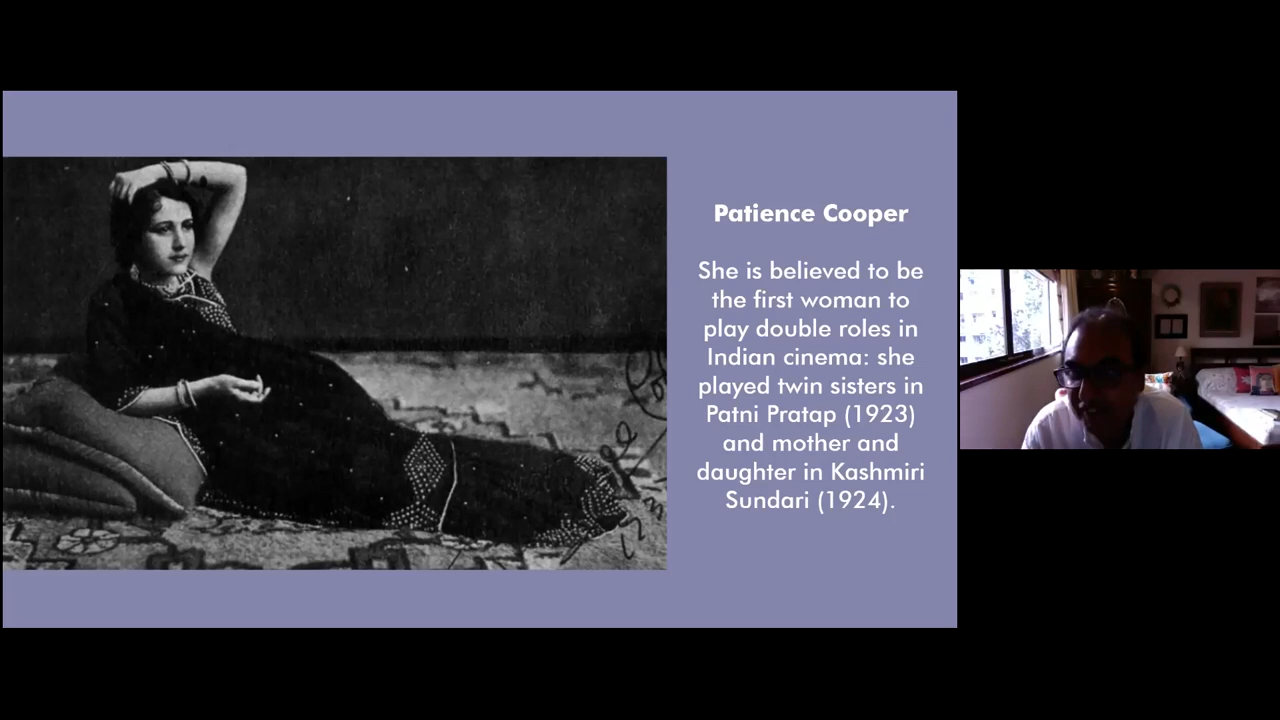 Patience Cooper
She is believed to be
the first woman to
play double roles in
Indian cinema: she
played twin sisters in
Patni Pratap (1923)
and mother and
daughter in Kashmiri
Sundari (1924).